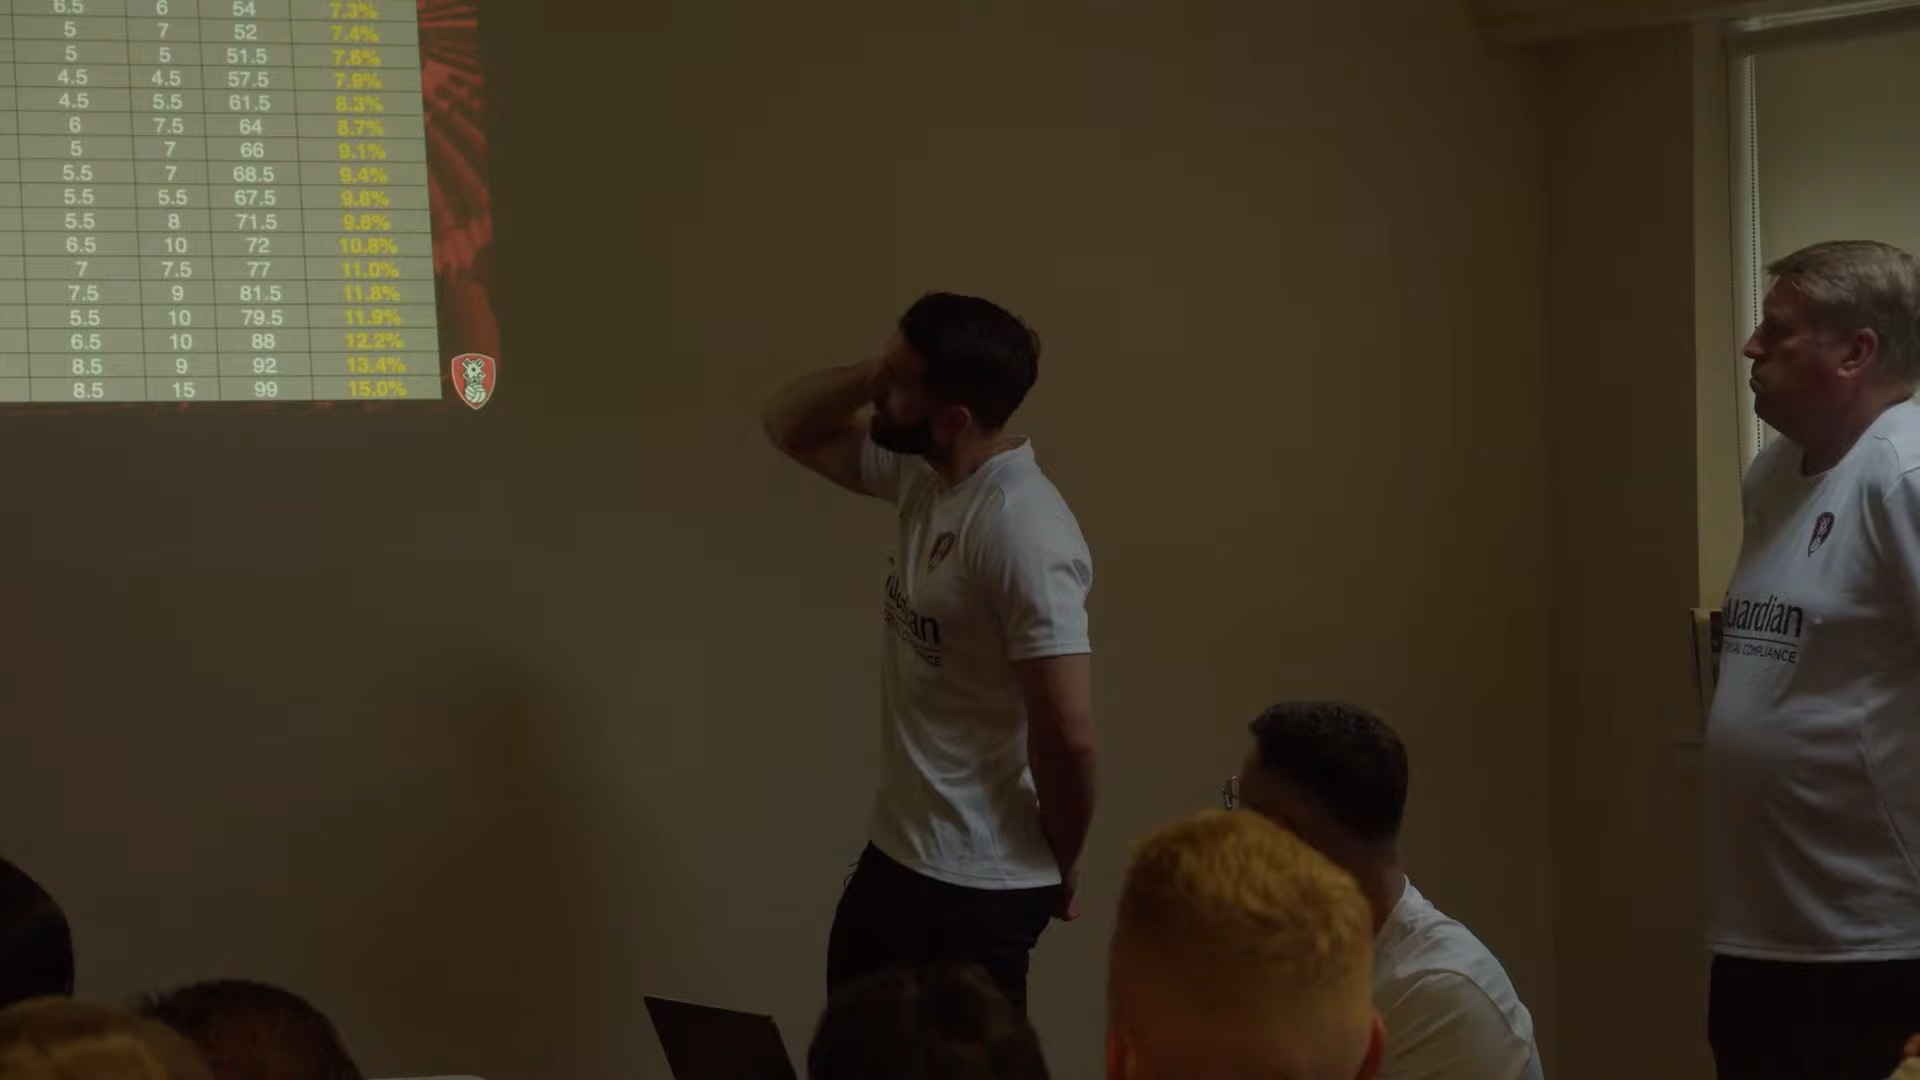 6.5 6 54 7.3%
5 7 52 7.4%
5 5 51.5 7.6%
4.5 4.5 57.5 7.9%
4.5 5.5 61.5 8.3%
6 7.5 64 8.7%
5 7 66 9.1%
5.5 7 68.5 9.4%
5.5 5.5 67.5 9.6%
5.5 8 71.5 9.8%
6.5 10 72 10.8%
7 7.5 77 11.0%
7.5 9 81.5 11.8%
5.5 10 79.5 11.9%
6.5 10 88 12.2%
8.5 9 92 13.4%
8.5 15 99 15.0%
uardian
COMPLIANCE